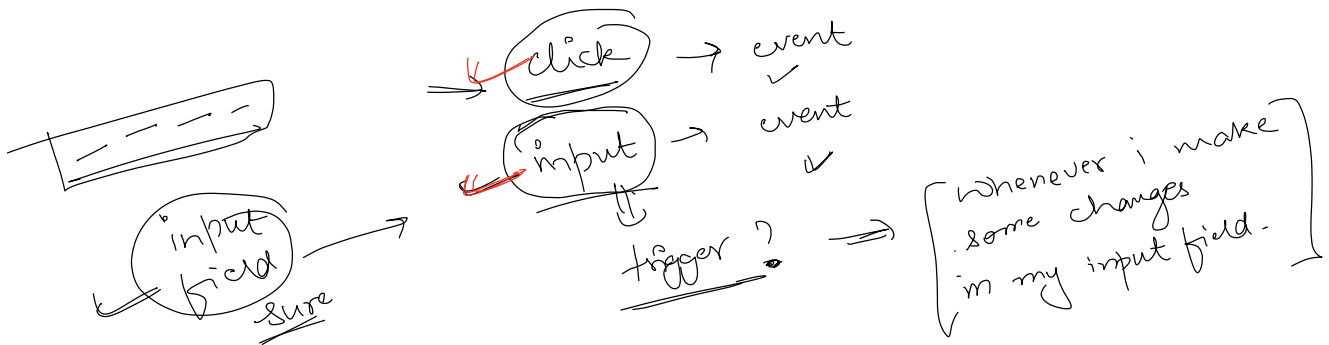 click → event
input → event
input
field
sure
trigger ?
whenever i make
some changes
in my input field.